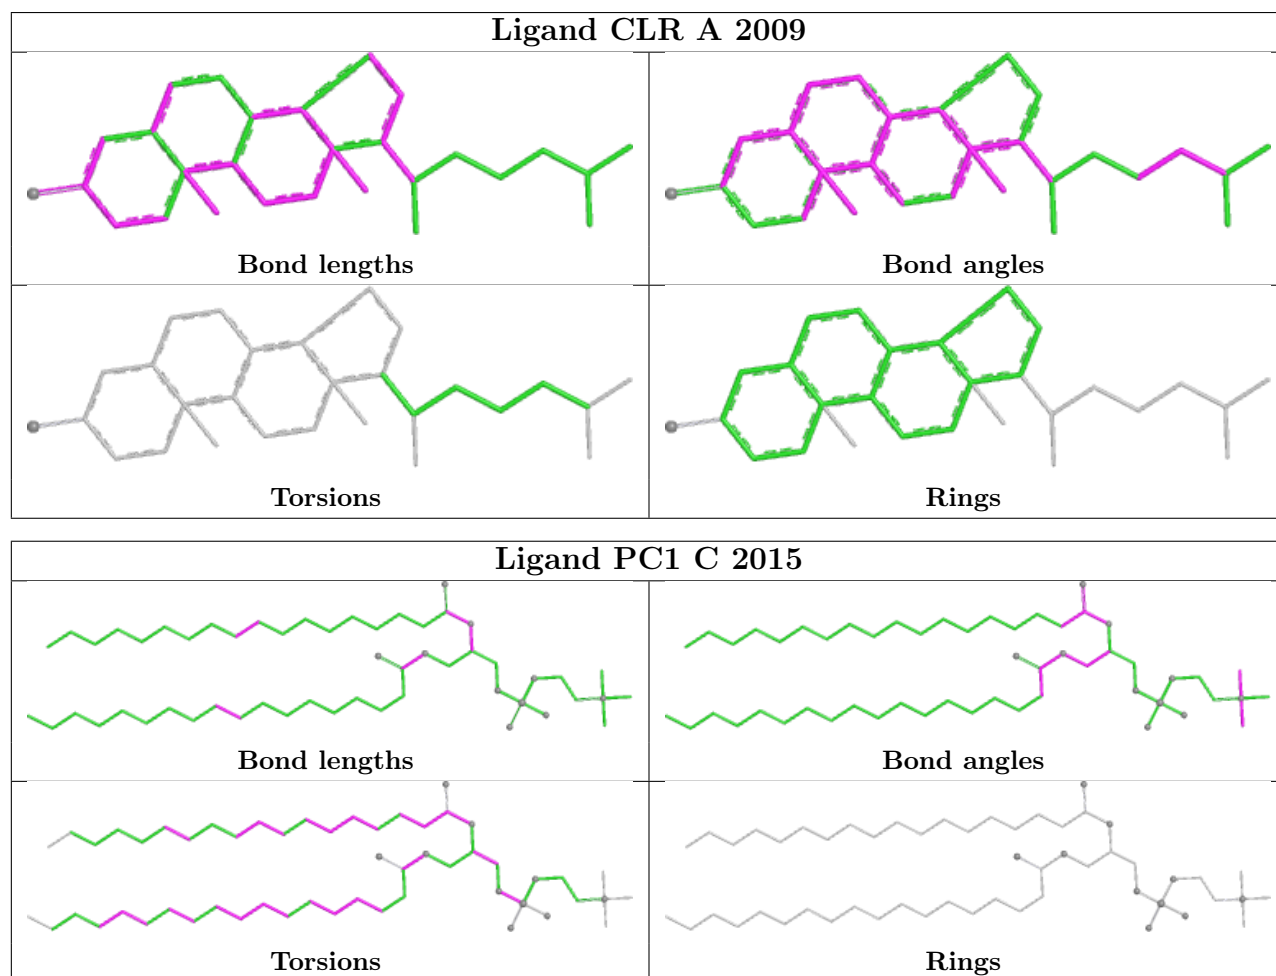 Ligand CLR A 2009
Bond lengths
Bond angles
Torsions
Rings
Ligand PC1 C 2015
Bond lengths
Bond angles
Torsions
Rings